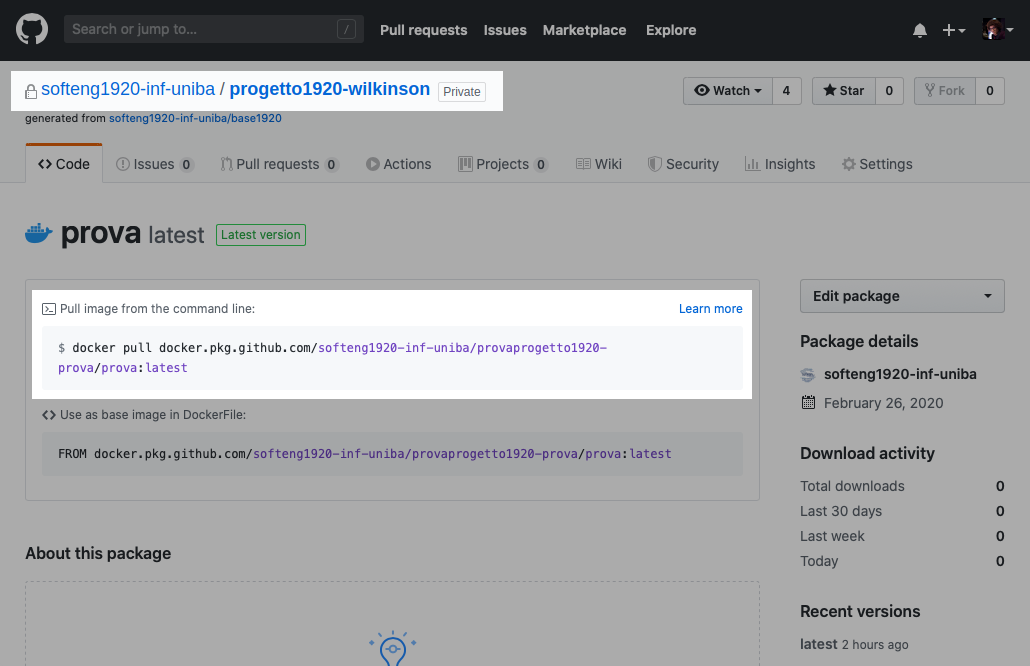 Search or jump to... / Pull requests Issues Marketplace Explore
softeng1920-inf-uniba / progetto1920-wilkinson Private
Watch 4 Star 0 Fork 0
generated from softeng1920-inf-uniba/base1920
Code Issues 0 Pull requests 0 Actions Projects 0 Wiki Security Insights Settings
prova latest Latest version
Pull image from the command line: Learn more
$ docker pull docker.pkg.github.com/softeng1920-inf-uniba/provaprogetto1920-
prova/prova:latest
Use as base image in DockerFile:
FROM docker.pkg.github.com/softeng1920-inf-uniba/provaprogetto1920-prova/prova:latest
About this package
Edit package
Package details
softeng1920-inf-uniba
February 26, 2020
Download activity
Total downloads 0
Last 30 days 0
Last week 0
Today 0
Recent versions
latest 2 hours ago